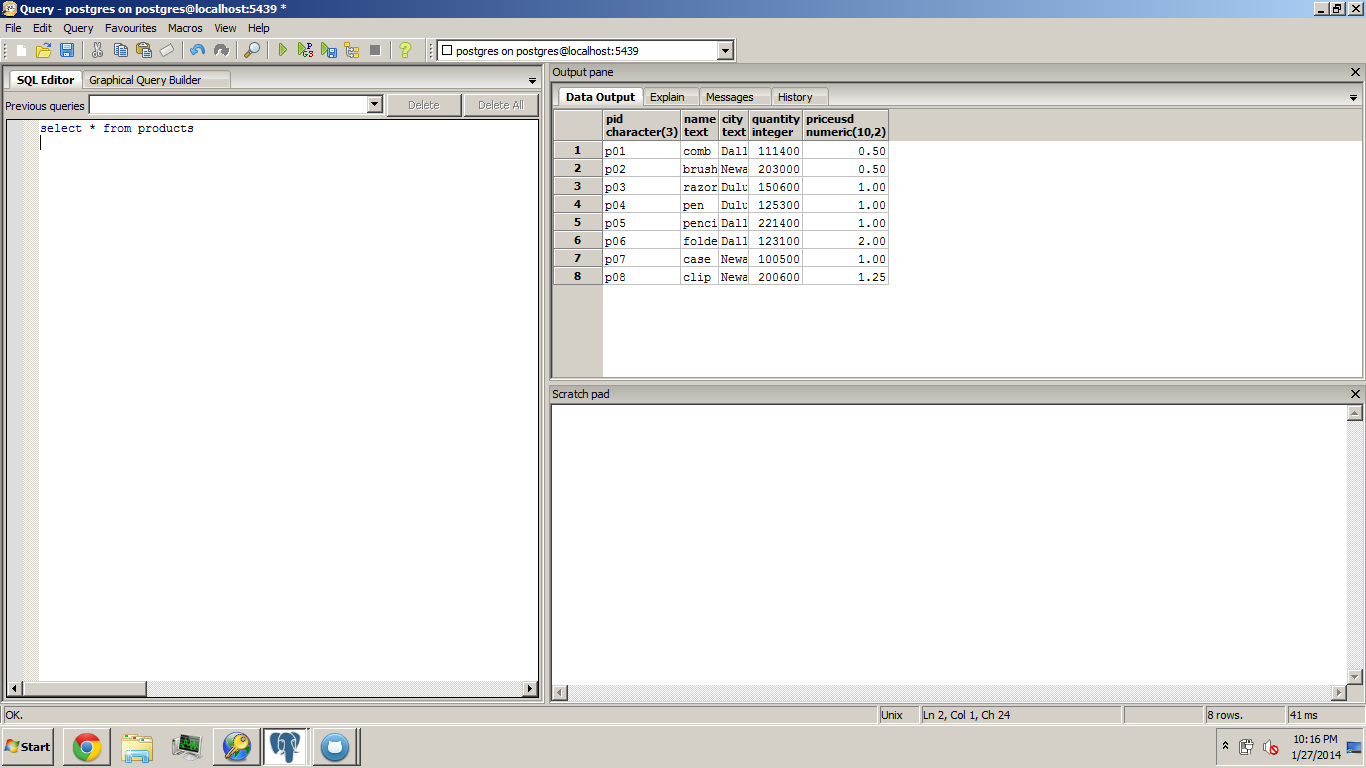 Query - postgres on postgres@localhost:5439 *
File Edit Query Favourites Macros View Help
postgres on postgres@localhost:5439
SQL Editor Graphical Query Builder
Previous queries Delete Delete All
select * from products
Output pane
Data Output Explain Messages History
pid name city quantity priceusd
character(3) text text integer numeric(10,2)
1 p01 comb Dall 111400 0.50
2 p02 brush Newa 203000 0.50
3 p03 razor Dulu 150600 1.00
4 p04 pen Dulu 125300 1.00
5 p05 penci Dall 221400 1.00
6 p06 folde Dall 123100 2.00
7 p07 case Newa 100500 1.00
8 p08 clip Newa 200600 1.25
Scratch pad
OK. Unix Ln 2, Col 1, Ch 24 8 rows. 41 ms
Start 10:16 PM
1/27/2014